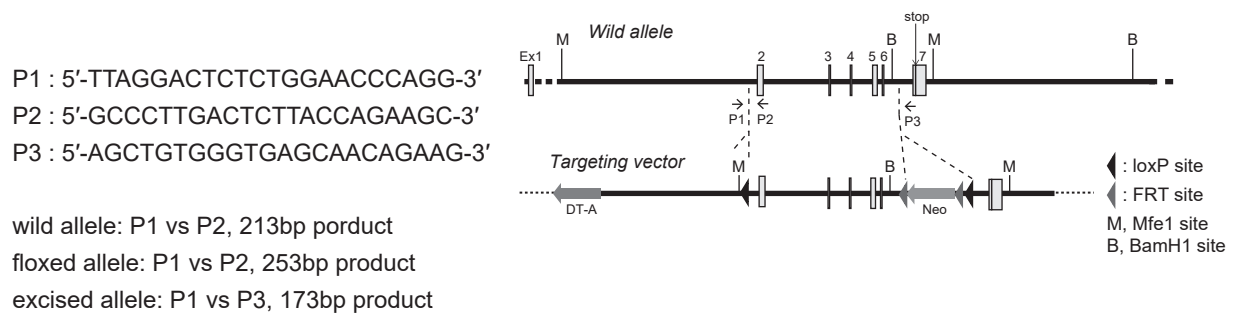 P1 : 5′-TTAGGACTCTCTGGAACCCAGG-3′
P2 : 5′-GCCCTTGACTCTTACCAGAAGC-3′
P3 : 5′-AGCTGTGGGTGAGCAACAGAAG-3′
wild allele: P1 vs P2, 213bp porduct
floxed allele: P1 vs P2, 253bp product
excised allele: P1 vs P3, 173bp product
stop
Wild allele
M B M B
Ex1 2 3 4 5 6 7
P1 P2 P3
Targeting vector
M B M
DT-A Neo
: loxP site
: FRT site
M, Mfe1 site
B, BamH1 site